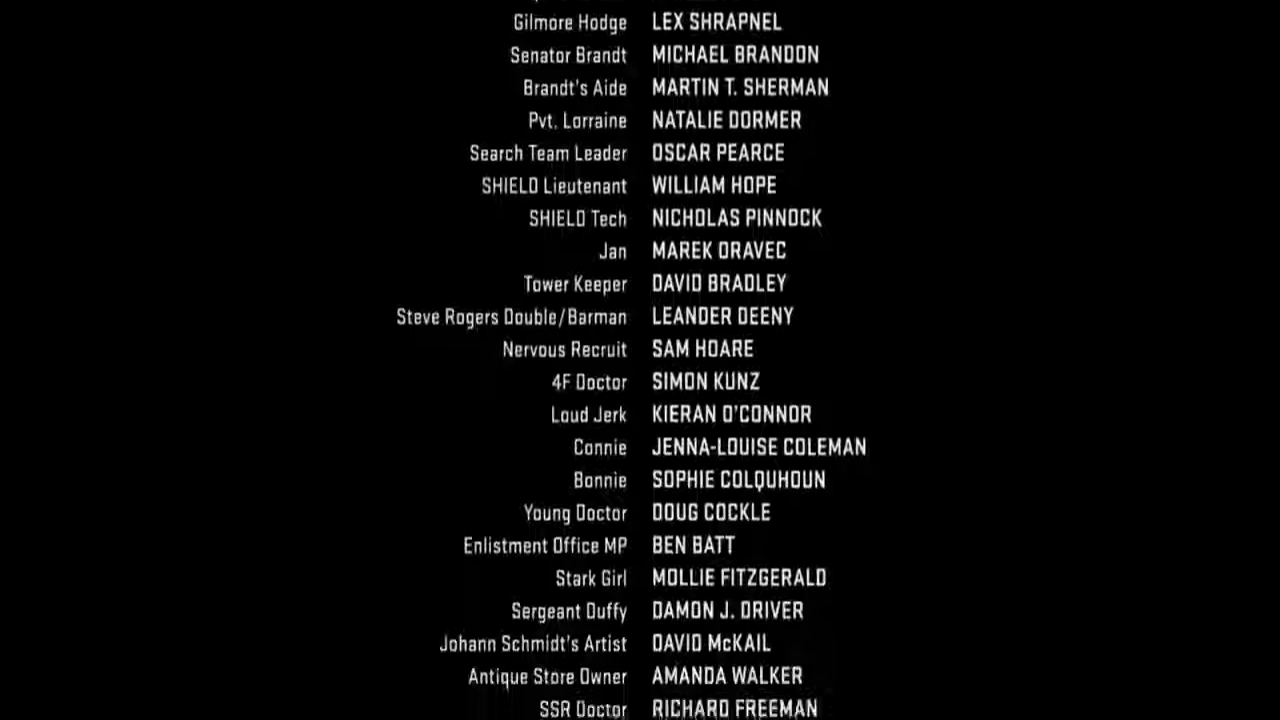 Gilmore Hodge LEX SHRAPNEL
Senator Brandt MICHAEL BRANDON
Brandt's Aide MARTIN T. SHERMAN
Pvt. Lorraine NATALIE DORMER
Search Team Leader OSCAR PEARCE
SHIELD Lieutenant WILLIAM HOPE
SHIELD Tech NICHOLAS PINNOCK
Jan MAREK ORAVEC
Tower Keeper DAVID BRADLEY
Steve Rogers Double/Barman LEANDER DEENY
Nervous Recruit SAM HOARE
4F Doctor SIMON KUNZ
Loud Jerk KIERAN O'CONNOR
Connie JENNA-LOUISE COLEMAN
Bonnie SOPHIE COLQUHOUN
Young Doctor DOUG COCKLE
Enlistment Office MP BEN BATT
Stark Girl MOLLIE FITZGERALD
Sergeant Duffy DAMON J. DRIVER
Johann Schmidt's Artist DAVID McKAIL
Antique Store Owner AMANDA WALKER
SSR Doctor RICHARD FREEMAN